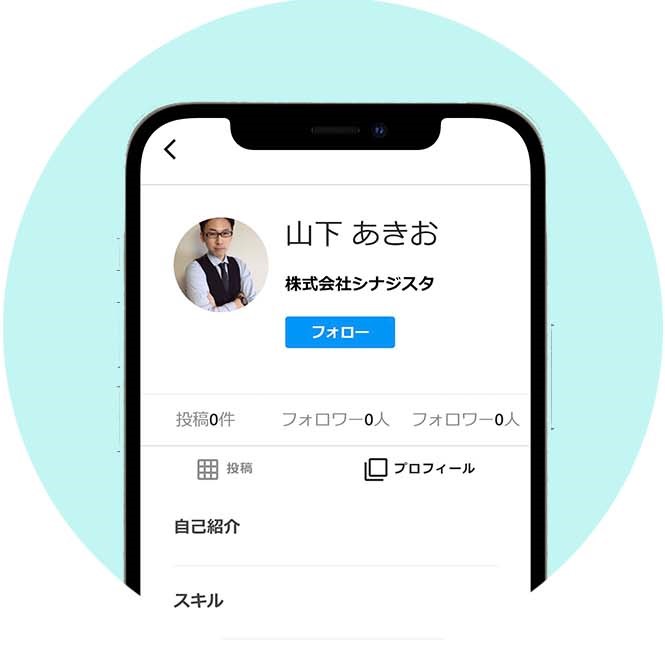 山下 あきお
株式会社シナジスタ
フォロー
投稿0件 フォロワー0人 フォロワー0人
投稿 プロフィール
自己紹介
スキル